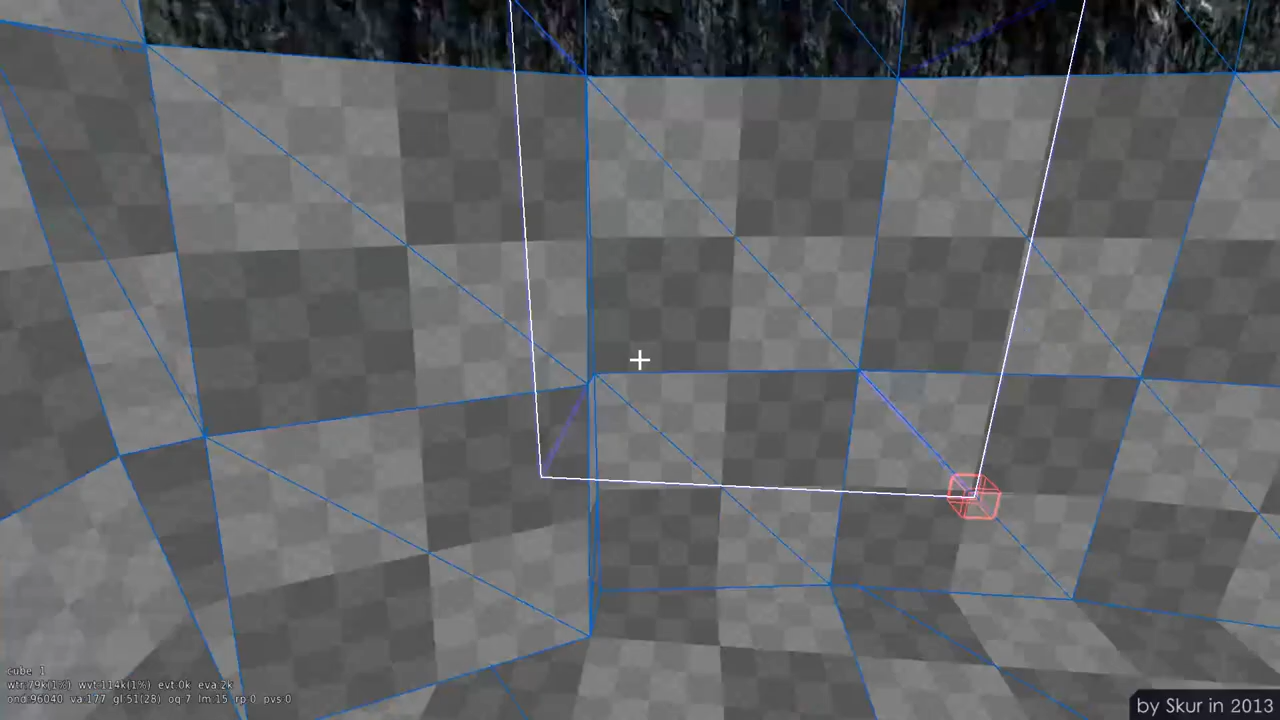 cube 1
wtr:79k(1%) wvt:114k(1%) evt:0k eva:2k
ond:96040 va:177 gl:51(28) oq:7 lm:15 rp:0 pvs:0
by Skur in 2013